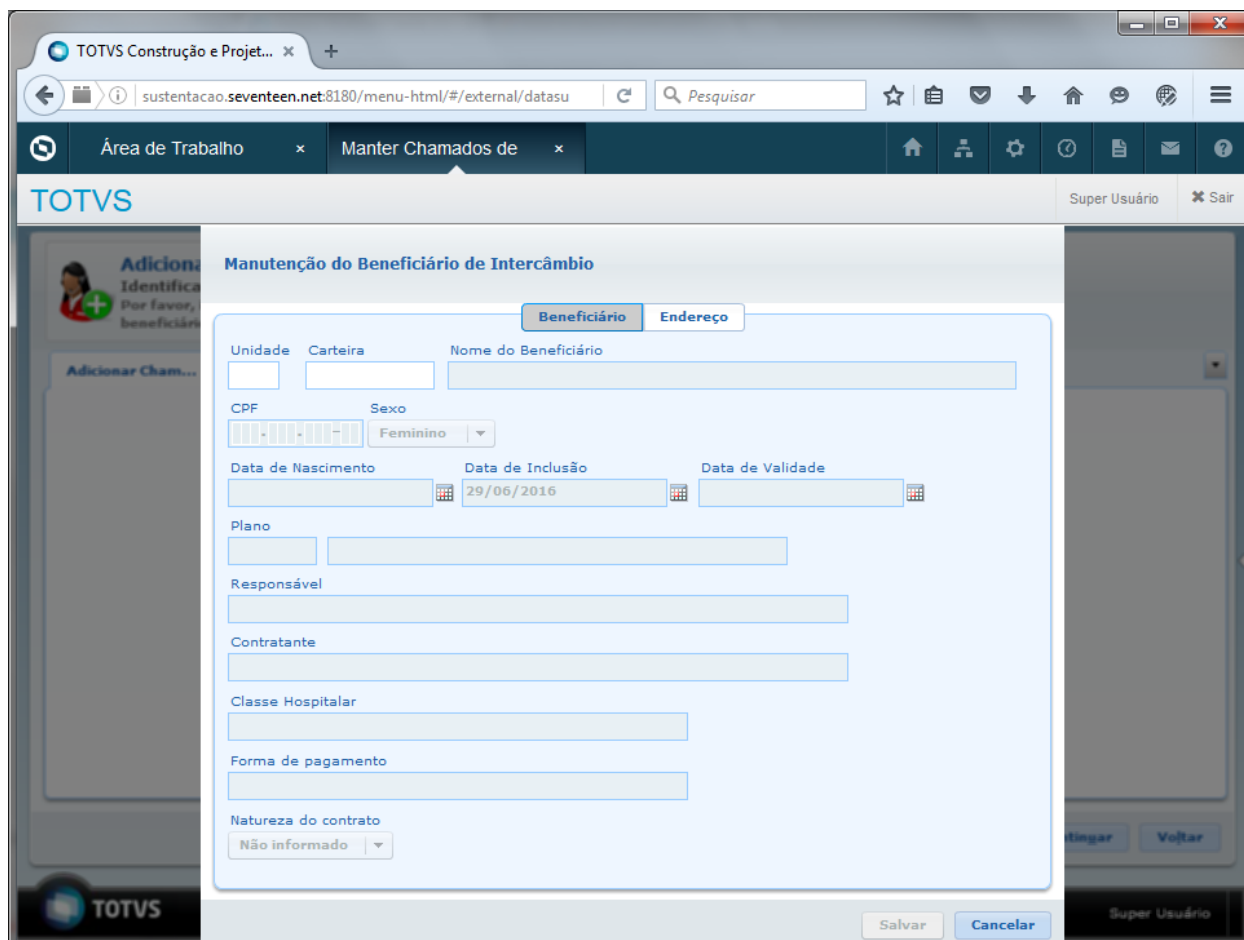 TOTVS Construção e Projet...
sustentacao.seventeen.net:8180/menu-html/#/external/datasu
Pesquisar
Área de Trabalho
Manter Chamados de
TOTVS
Super Usuário
Sair
Adiciona
Identifica
Por favor,
beneficiári
Adicionar Cham...
Manutenção do Beneficiário de Intercâmbio
Beneficiário Endereço
Unidade Carteira Nome do Beneficiário
CPF Sexo
Feminino
Data de Nascimento Data de Inclusão Data de Validade
29/06/2016
Plano
Responsável
Contratante
Classe Hospitalar
Forma de pagamento
Natureza do contrato
Não informado
tingar Voltar
TOTVS
Super Usuário
Salvar Cancelar